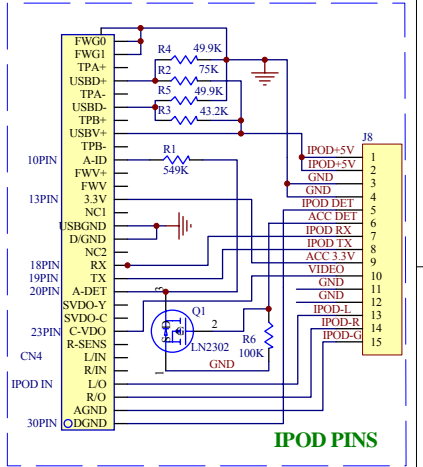 FWG0
FWG1
TPA+
USBD+
TPA-
USBD-
TPB+
USBV+
TPB-
10PIN A-ID
FWV+
FWV
13PIN 3.3V
NC1
USBGND
D/GND
NC2
18PIN RX
19PIN TX
20PIN A-DET
SVDO-Y
SVDO-C
23PIN C-VDO
R-SENS
CN4 L/IN
R/IN
IPOD IN L/O
R/O
AGND
30PIN DGND
R4 49.9K
R2 75K
R5 49.9K
R3 43.2K
R1
549K
3
Q1
2
LN2302
1
R6
100K
GND
J8
IPOD+5V 1
IPOD+5V 2
GND 3
GND 4
IPOD DET 5
ACC DET 6
IPOD RX 7
IPOD TX 8
ACC 3.3V 9
VIDEO 10
GND 11
GND 12
IPOD-L 13
IPOD-R 14
IPOD-G 15
IPOD PINS